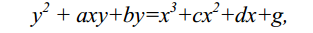 y² + axy+by=x³+cx²+dx+g,